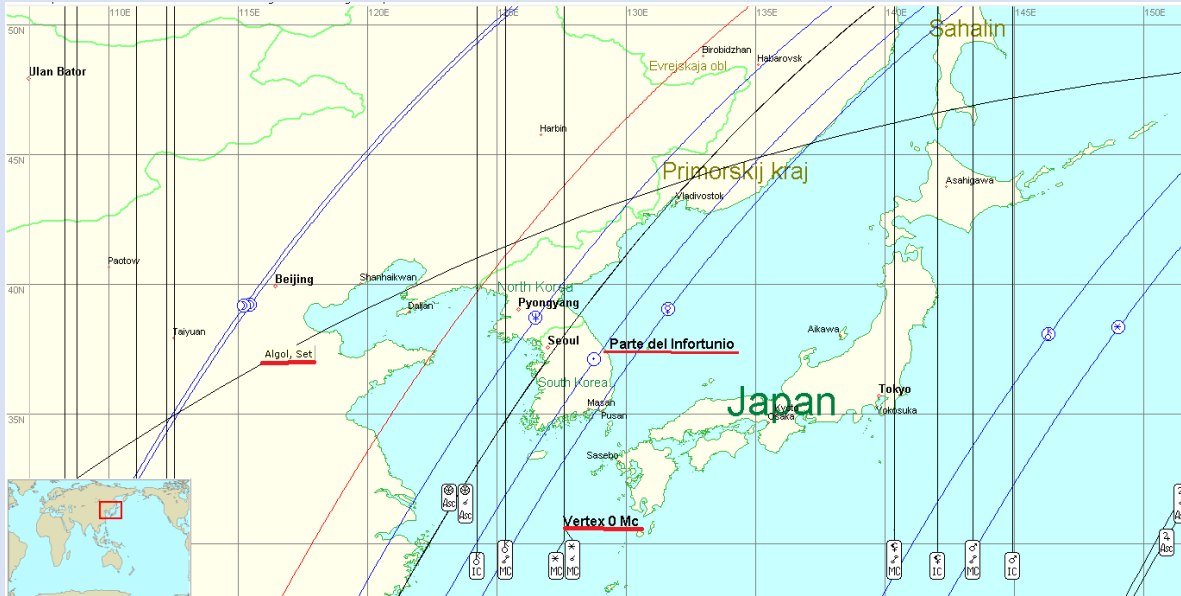 110E 120E 125E 130E 135E 140E 145E 150E
50N
Sahalin
Birobidzhan
Habarovsk
Evrejskaja obl.
Ulan Bator
Harbin
45N
Primorskij kraj
Asahigawa
Vladivostok
Paotow
Beijing
Shanhaikwan
40N
North Korea
Pyongyang
Daljan
Taiyuan
Aikawa
Seoul
Parte del Infortunio
Algol, Set
South Korea
Tokyo
Masan
Pusan
Japan
Kyoto
Osaka
Yokosuka
35N
Sasebo
Asc
Asc
Vertex 0 Mc
Asc
Asc
IC
MC
MC
MC
MC
IC
MC
IC